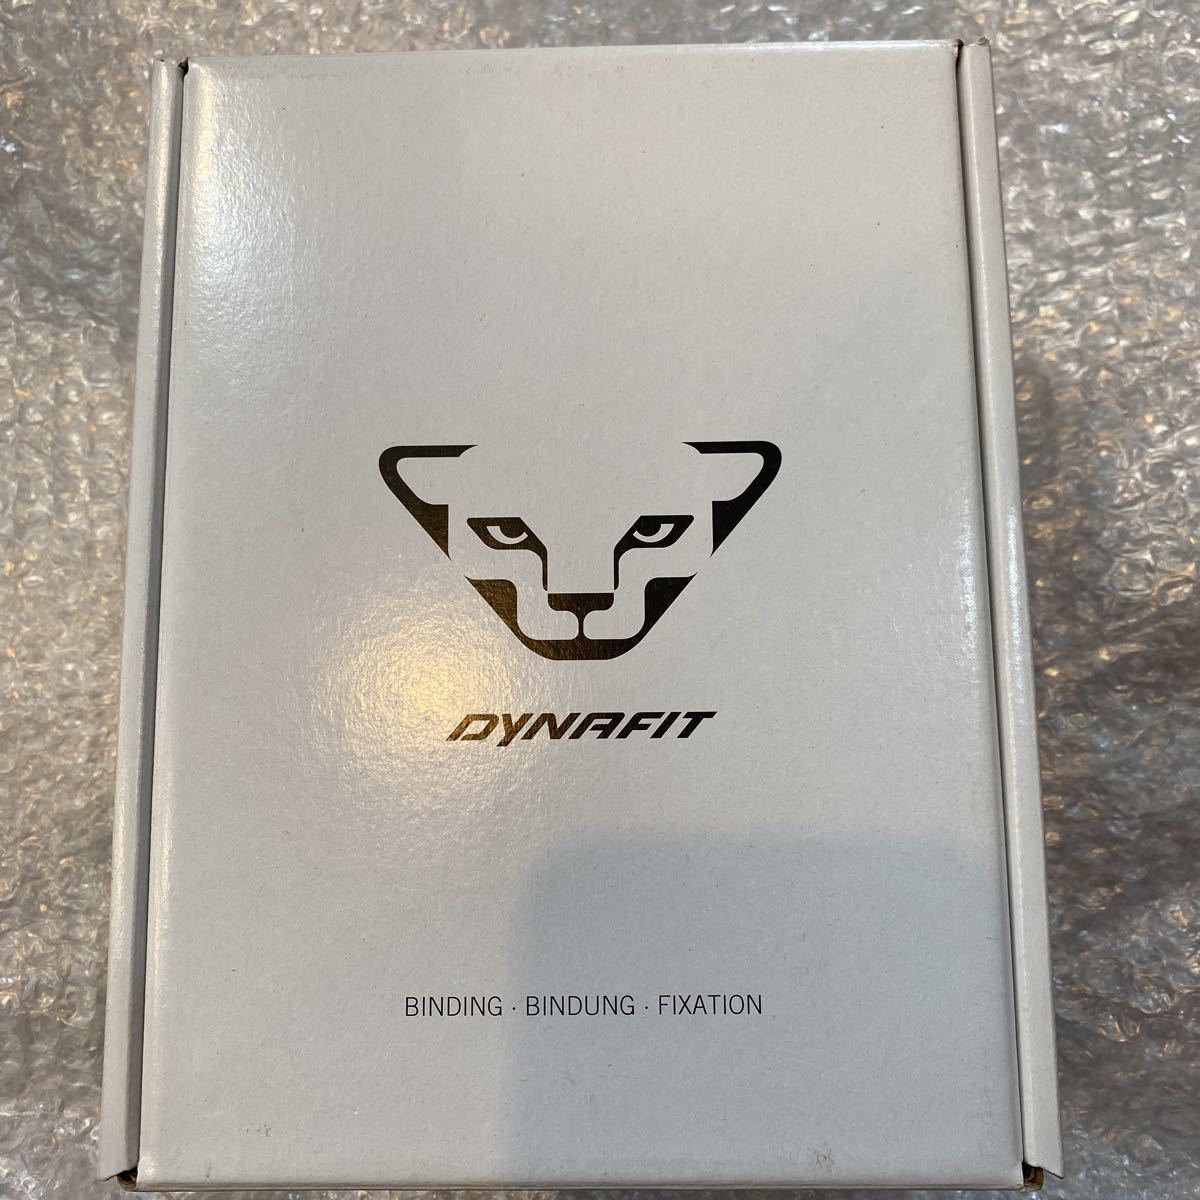 DYNAFIT
BINDING · BINDUNG · FIXATION